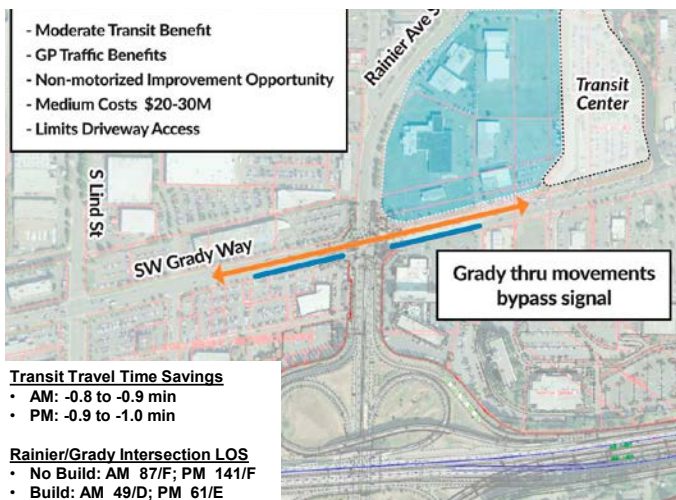 - Moderate Transit Benefit
- GP Traffic Benefits
- Non-motorized Improvement Opportunity
- Medium Costs $20-30M
- Limits Driveway Access
Rainier Ave S
Transit
Center
S Lind St
SW Grady Way
Grady thru movements
bypass signal
Transit Travel Time Savings
• AM: -0.8 to -0.9 min
• PM: -0.9 to -1.0 min
Rainier/Grady Intersection LOS
• No Build: AM 87/F; PM 141/F
• Build: AM 49/D; PM 61/E